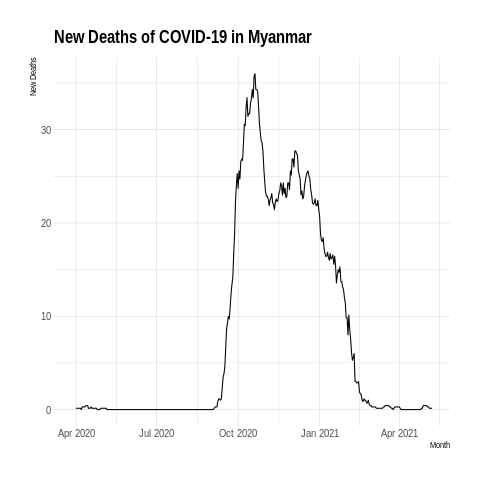 New Deaths of COVID-19 in Myanmar
New Deaths
30
20
10
0
Apr 2020 Jul 2020 Oct 2020 Jan 2021 Apr 2021
Month